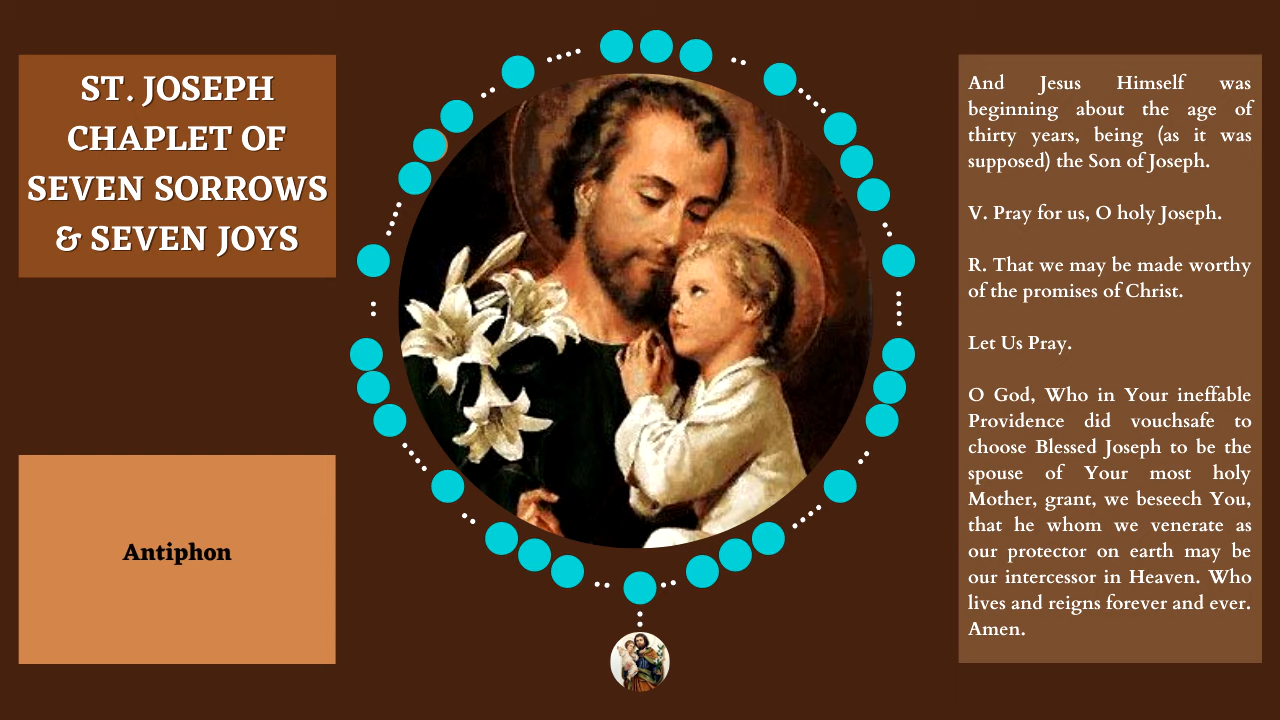 ST. JOSEPH
CHAPLET OF
SEVEN SORROWS
& SEVEN JOYS
Antiphon
And Jesus Himself was
beginning about the age of
thirty years, being (as it was
supposed) the Son of Joseph.
V. Pray for us, O holy Joseph.
R. That we may be made worthy
of the promises of Christ.
Let Us Pray.
O God, Who in Your ineffable
Providence did vouchsafe to
choose Blessed Joseph to be the
spouse of Your most holy
Mother, grant, we beseech You,
that he whom we venerate as
our protector on earth may be
our intercessor in Heaven. Who
lives and reigns forever and ever.
Amen.